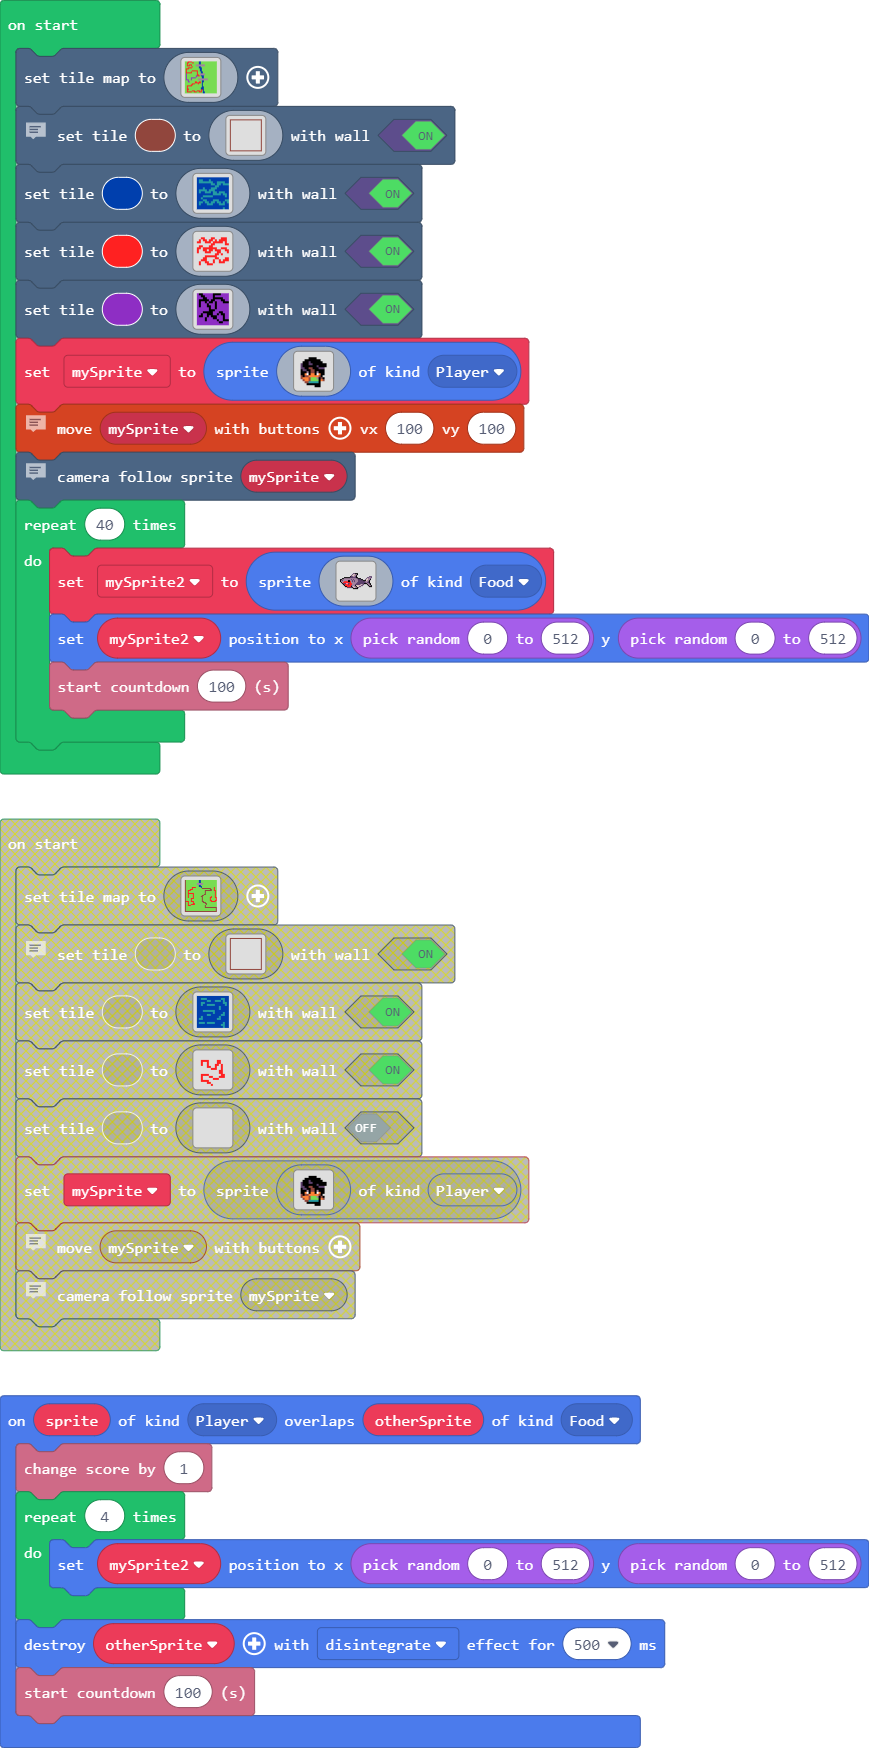 on start
set tile map to
set tile to with wall ON
set tile to with wall ON
set tile to with wall ON
set tile to with wall ON
set mySprite to sprite of kind Player
move mySprite with buttons vx 100 vy 100
camera follow sprite mySprite
repeat 40 times
do
set mySprite2 to sprite of kind Food
set mySprite2 position to x pick random 0 to 512 y pick random 0 to 512
start countdown 100 (s)
on start
set tile map to
set tile to with wall ON
set tile to with wall ON
set tile to with wall ON
set tile to with wall OFF
set mySprite to sprite of kind Player
move mySprite with buttons
camera follow sprite mySprite
on sprite of kind Player overlaps otherSprite of kind Food
change score by 1
repeat 4 times
do set mySprite2 position to x pick random 0 to 512 y pick random 0 to 512
destroy otherSprite with disintegrate effect for 500 ms
start countdown 100 (s)